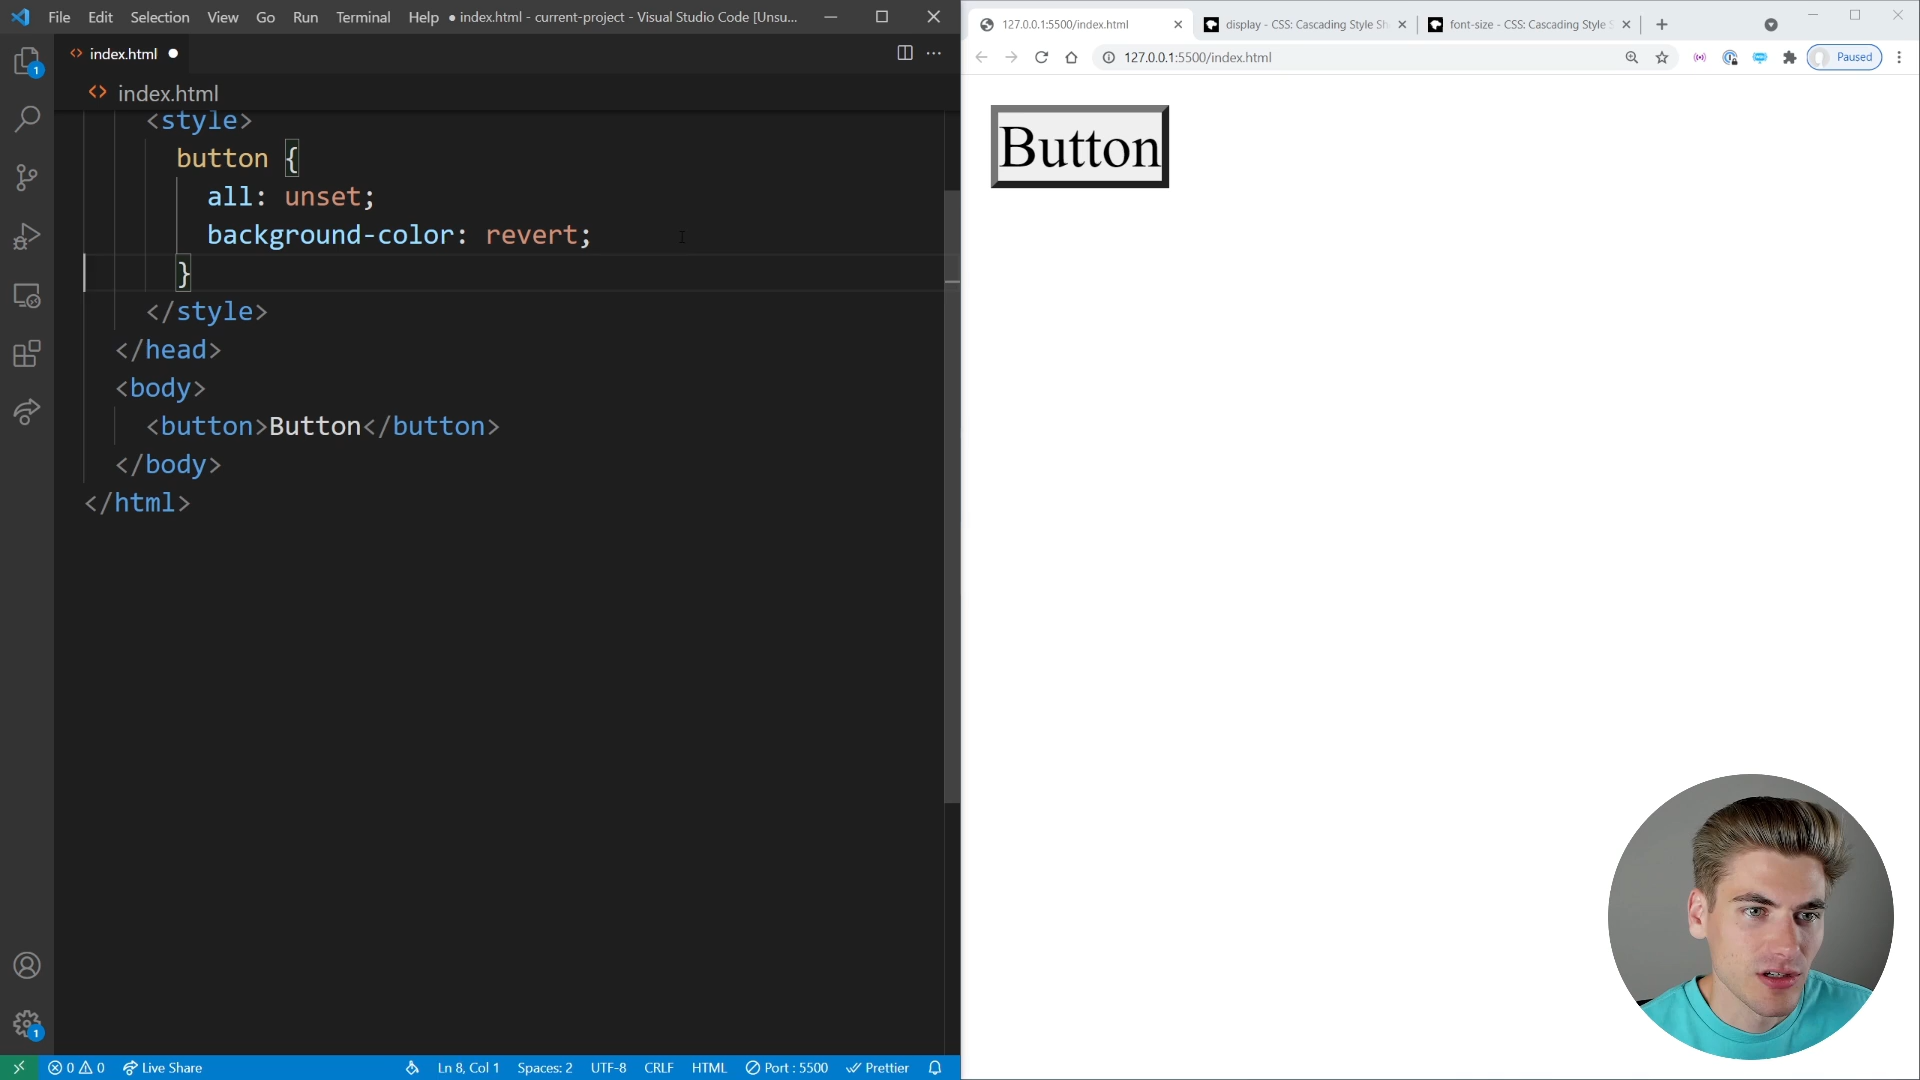 File Edit Selection View Go Run Terminal Help ● index.html - current-project - Visual Studio Code [Unsu...
index.html ●
index.html
<style>
button {
all: unset;
background-color: revert;
}
</style>
</head>
<body>
<button>Button</button>
</body>
</html>
1
1
0 0 Live Share Ln 8, Col 1 Spaces: 2 UTF-8 CRLF HTML Port : 5500 Prettier
127.0.0.1:5500/index.html display - CSS: Cascading Style Sh font-size - CSS: Cascading Style S
127.0.0.1:5500/index.html Paused
Button